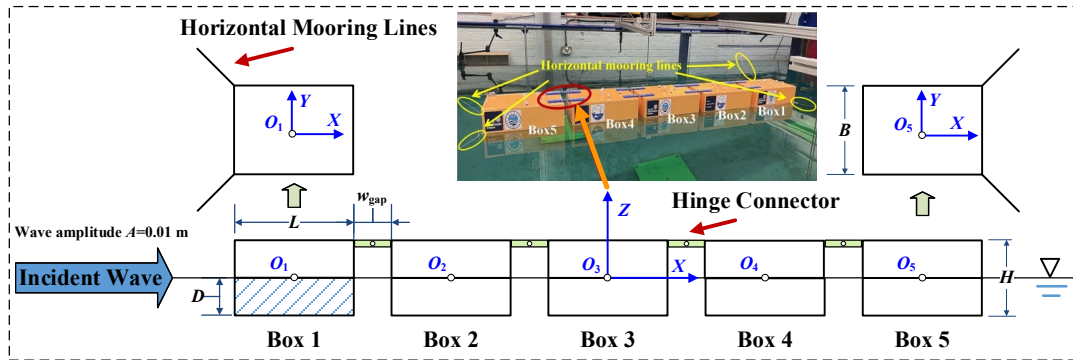 Horizontal Mooring Lines
Horizontal mooring lines
Box5
Box4
Box3
Box2
Box1
Y
O1
X
Y
O5
X
B
wgap
L
Z
Hinge Connector
Wave amplitude A=0.01 m
Incident Wave
O1
O2
O3
X
O4
O5
D
H
Box 1
Box 2
Box 3
Box 4
Box 5